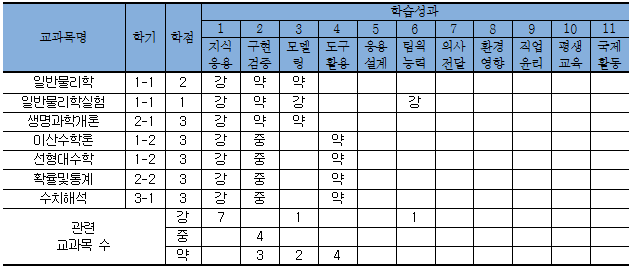 교과목명 학기 학점 학습성과
1 2 3 4 5 6 7 8 9 10 11
지식 구현 모델 도구 응용 팀웍 의사 환경 직업 평생 국제
응용 검증 링 활용 설계 능력 전달 영향 윤리 교육 활동
일반물리학 1-1 2 강 약 약
일반물리학실험 1-1 1 강 약 강 강
생명과학개론 2-1 3 강 약 약
이산수학론 1-2 3 강 중 약
선형대수학 1-2 3 강 중 약
확률및통계 2-2 3 강 중 약
수치해석 3-1 3 강 중 약
관련
교과목 수
강 7 1 1
중 4
약 3 2 4